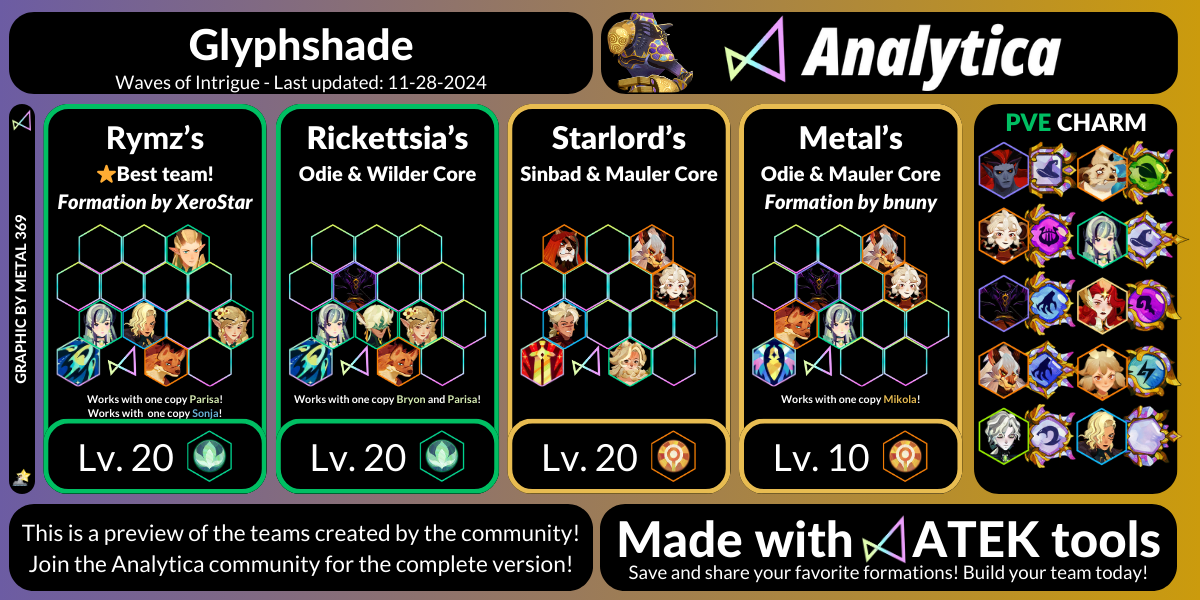 Glyphshade
Waves of Intrigue - Last updated: 11-28-2024
Analytica
GRAPHIC BY METAL 369
Rymz's
Best team!
Formation by XeroStar
Works with one copy Parisa!
Works with one copy Sonja!
Lv. 20
Rickettsia's
Odie & Wilder Core
Works with one copy Bryon and Parisa!
Lv. 20
Starlord's
Sinbad & Mauler Core
Lv. 20
Metal's
Odie & Mauler Core
Formation by bnuny
Works with one copy Mikola!
Lv. 10
PVE CHARM
This is a preview of the teams created by the community!
Join the Analytica community for the complete version!
Made with ATEK tools
Save and share your favorite formations! Build your team today!